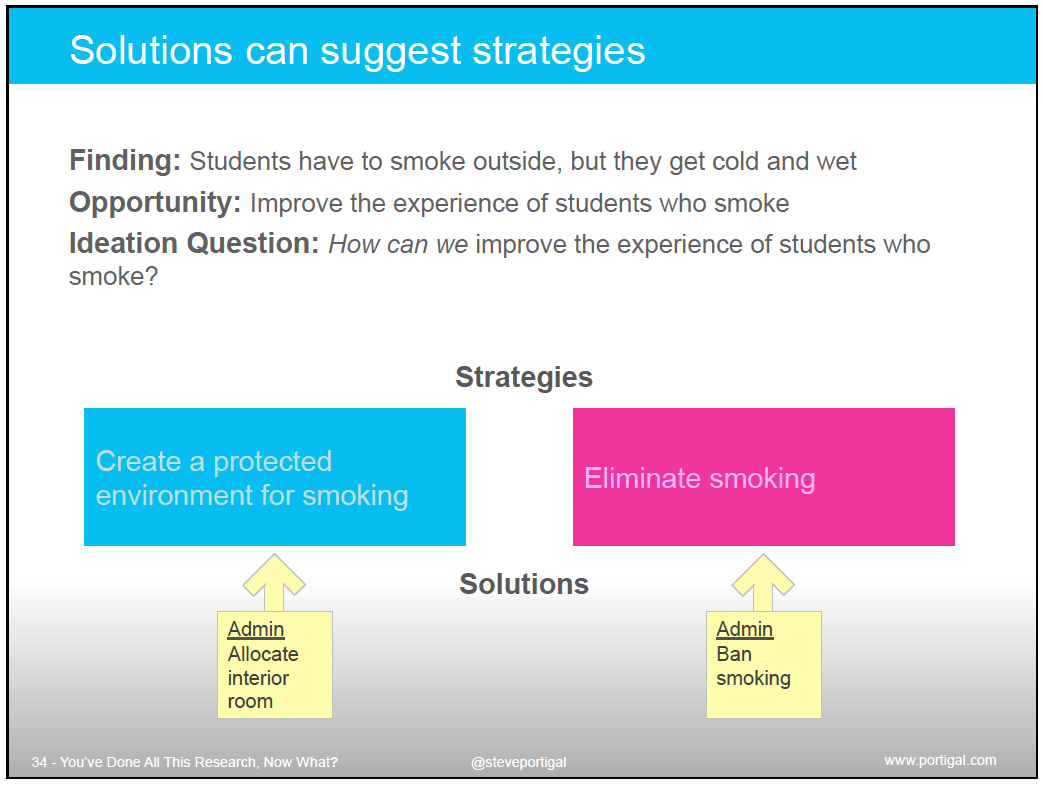 Solutions can suggest strategies
Finding: Students have to smoke outside, but they get cold and wet
Opportunity: Improve the experience of students who smoke
Ideation Question: How can we improve the experience of students who
smoke?
Strategies
Create a protected
environment for smoking
Eliminate smoking
Solutions
Admin
Allocate
interior
room
Admin
Ban
smoking
34 - You've Done All This Research, Now What?
@steveportigal
www.portigal.com